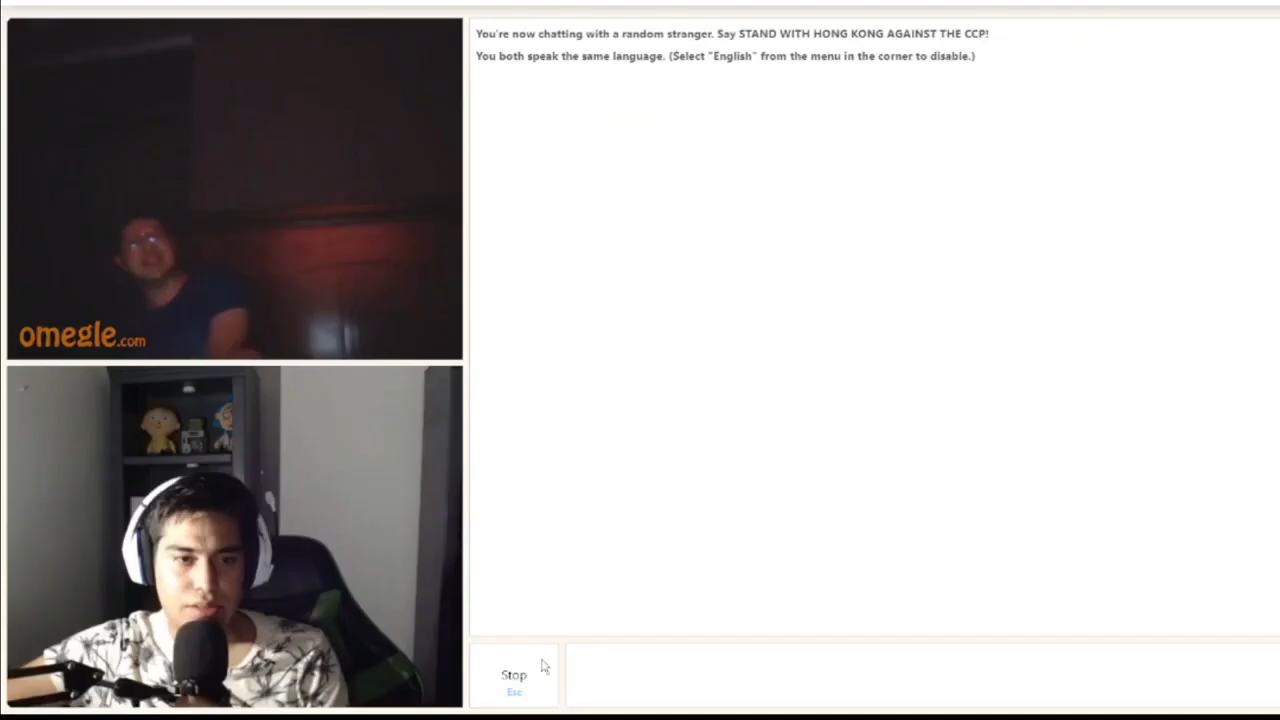 You're now chatting with a random stranger. Say STAND WITH HONG KONG AGAINST THE CCP!
You both speak the same language. (Select "English" from the menu in the corner to disable.)
omegle.com
Stop
Esc